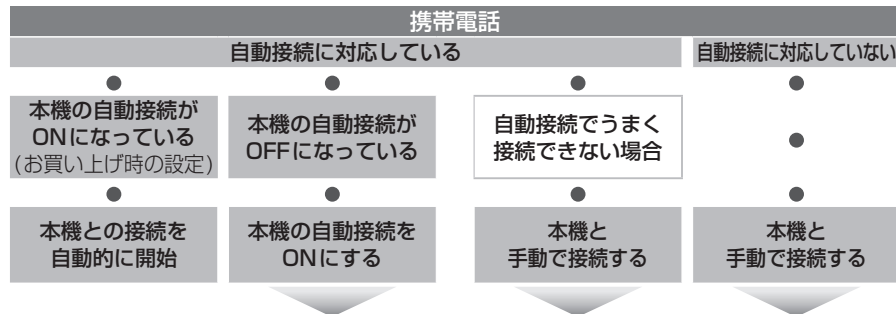 携帯電話
自動接続に対応している
自動接続に対応していない
本機の自動接続が
ONになっている
(お買い上げ時の設定)
本機の自動接続が
OFFになっている
自動接続でうまく
接続できない場合
本機との接続を
自動的に開始
本機の自動接続を
ONにする
本機と
手動で接続する
本機と
手動で接続する